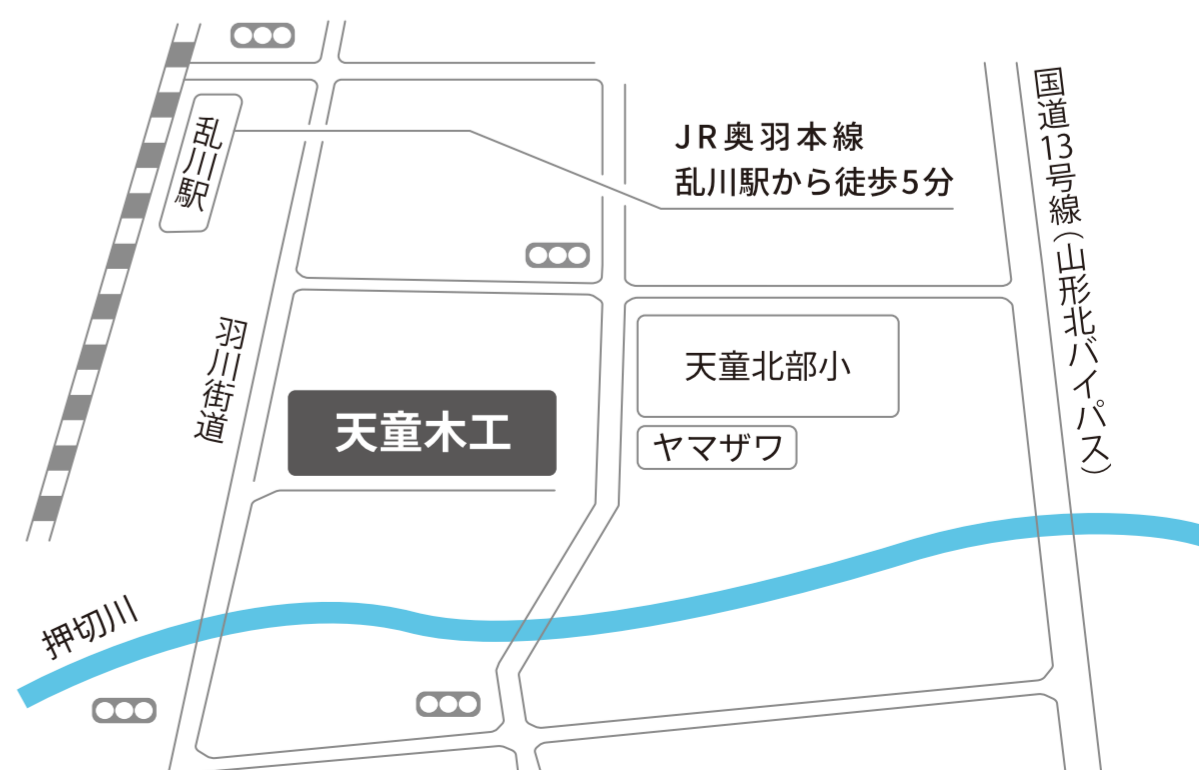 乱川駅
JR奥羽本線
乱川駅から徒歩5分
国道13号線(山形北バイパス)
羽川街道
天童北部小
天童木工
ヤマザワ
押切川